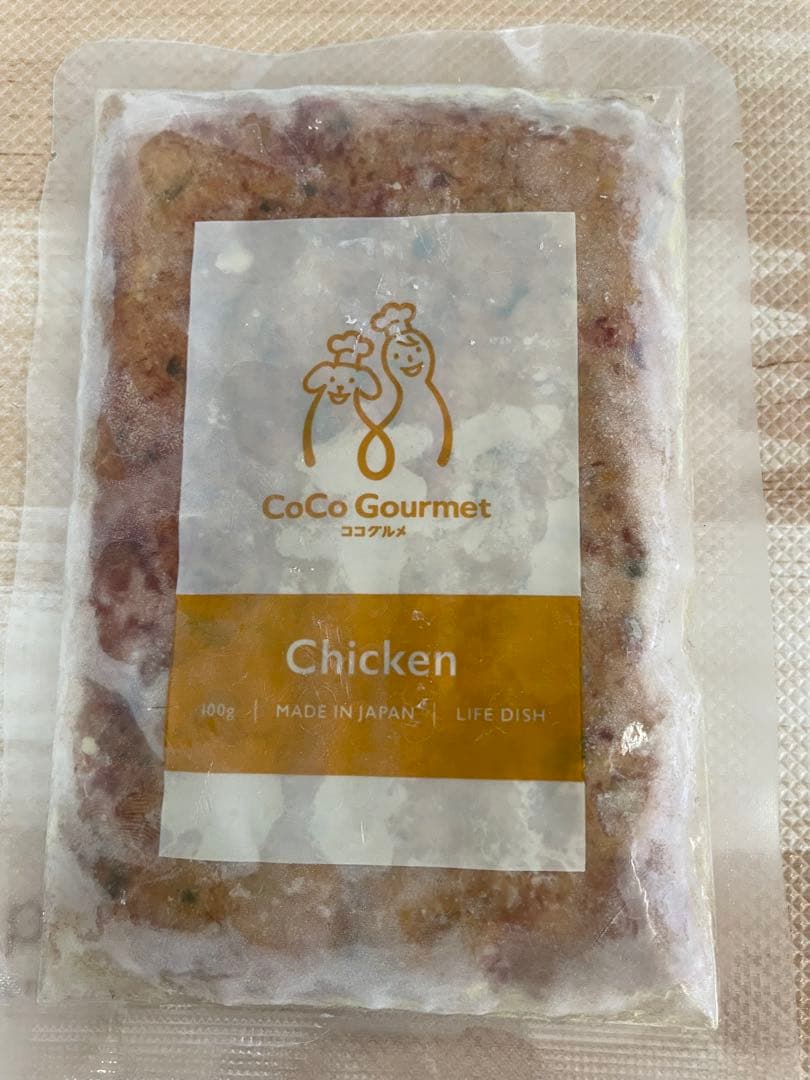 CoCo Gourmet
ココグルメ
Chicken
100g | MADE IN JAPAN | LIFE DISH